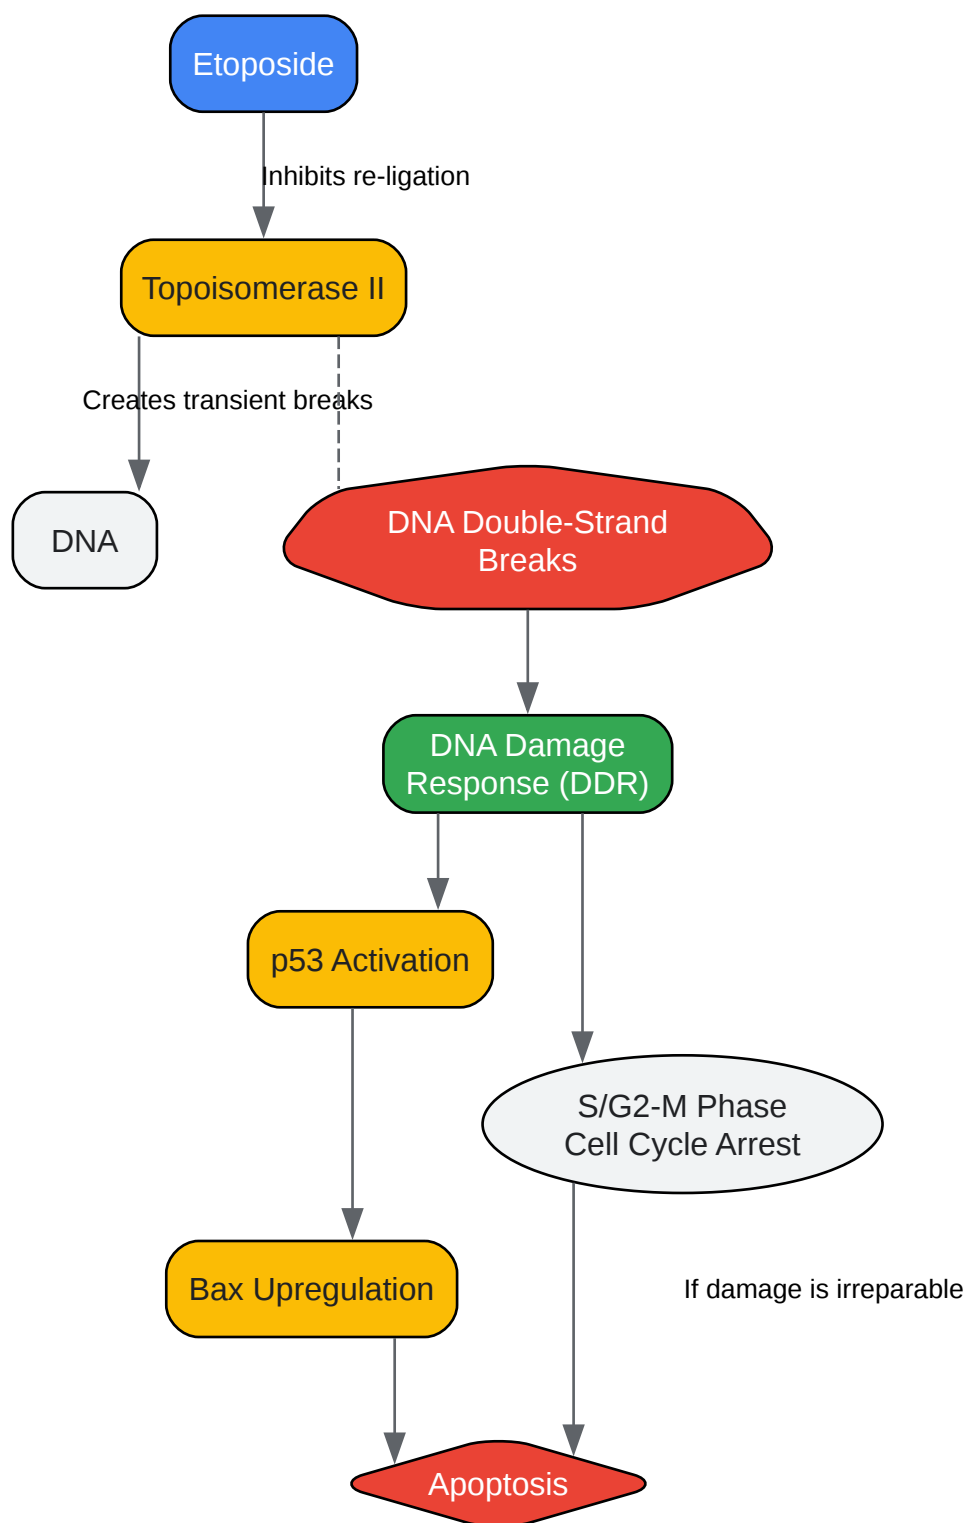 Etoposide
Inhibits re-ligation
Topoisomerase II
Creates transient breaks
DNA
DNA Double-Strand
Breaks
DNA Damage
Response (DDR)
p53 Activation
S/G2-M Phase
Cell Cycle Arrest
Bax Upregulation
If damage is irreparable
Apoptosis